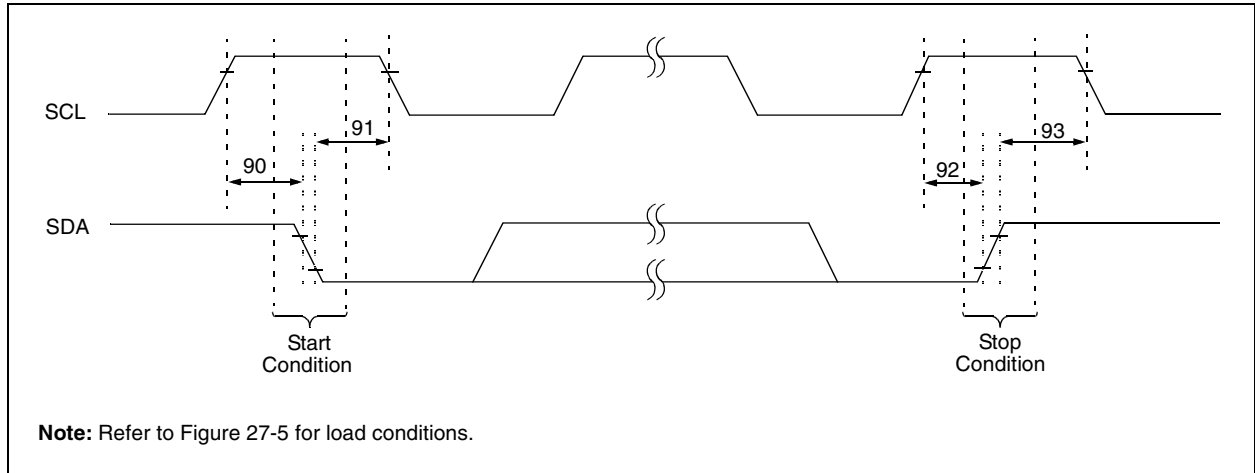 SCL
91
93
90
92
SDA
Start
Condition
Stop
Condition
Note: Refer to Figure 27-5 for load conditions.